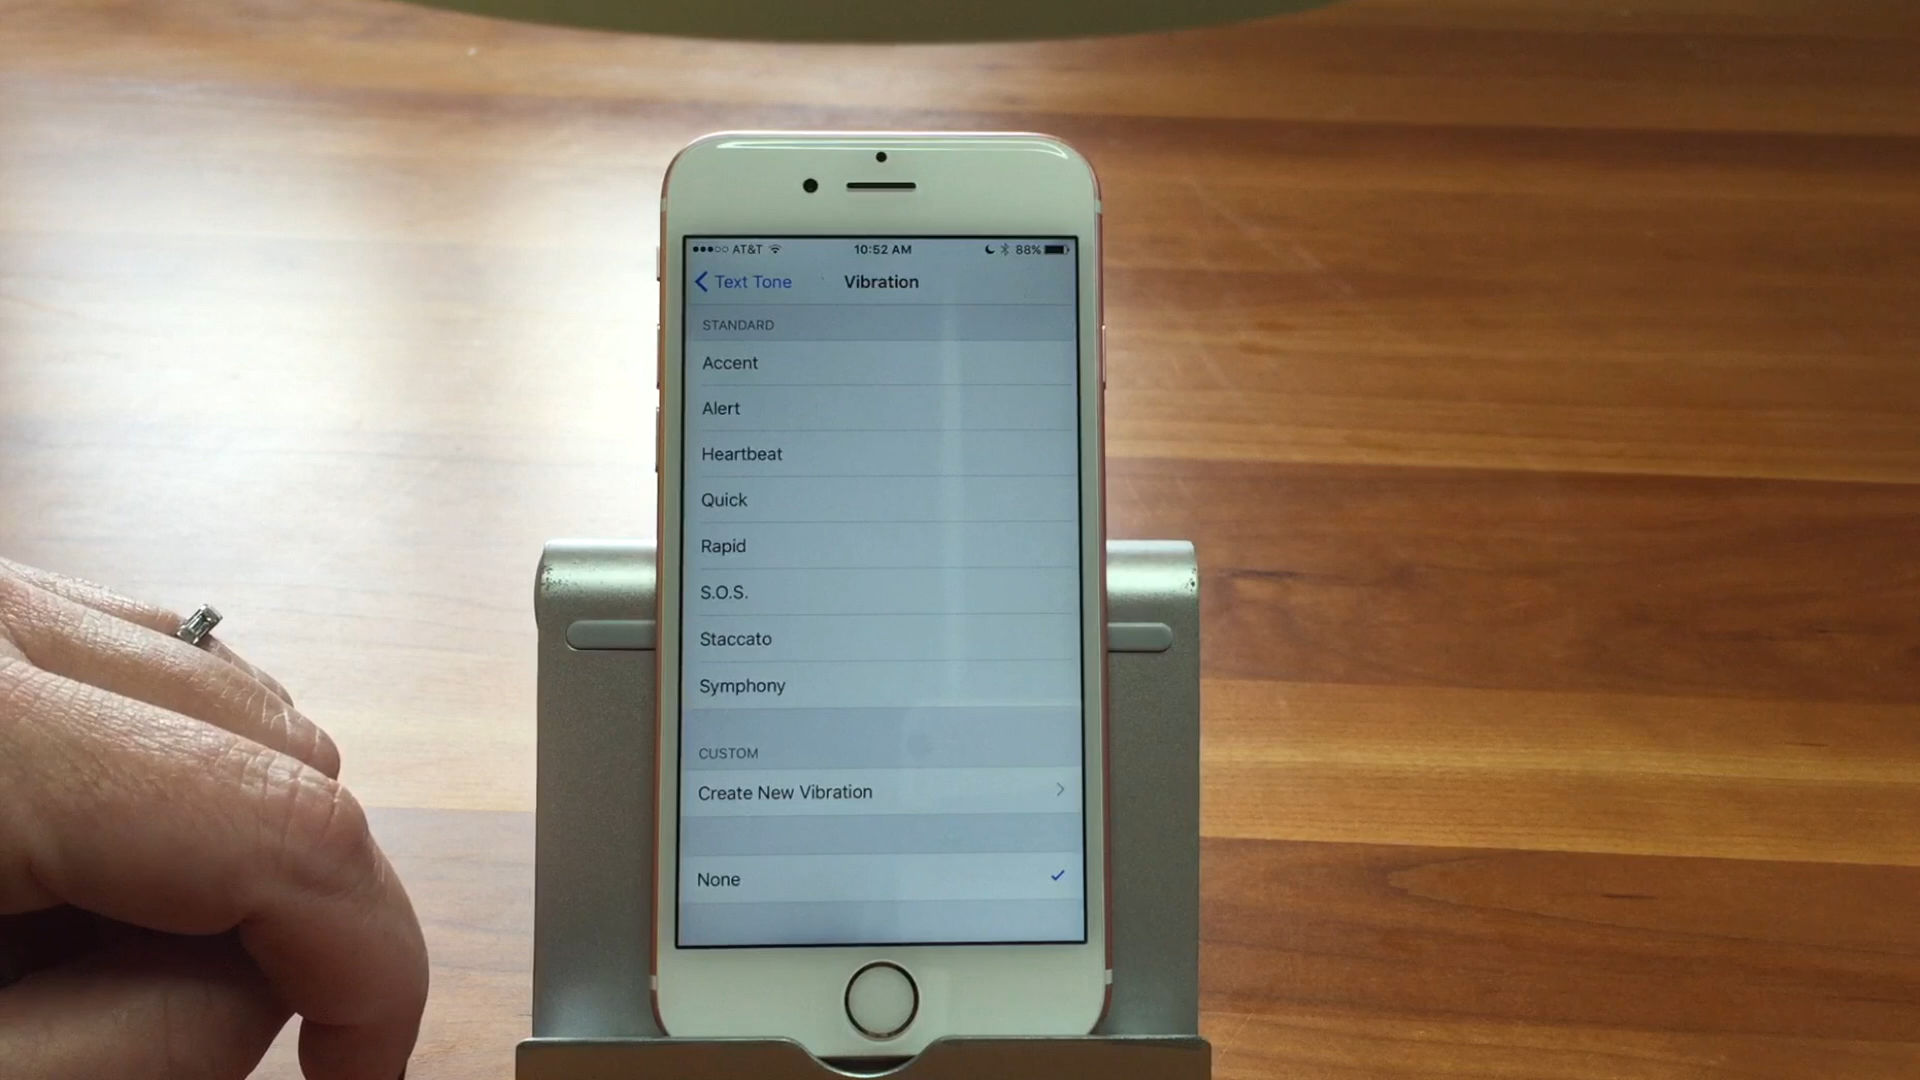 AT&T 10:52 AM 88%
Text Tone Vibration
STANDARD
Accent
Alert
Heartbeat
Quick
Rapid
S.O.S.
Staccato
Symphony
CUSTOM
Create New Vibration
None